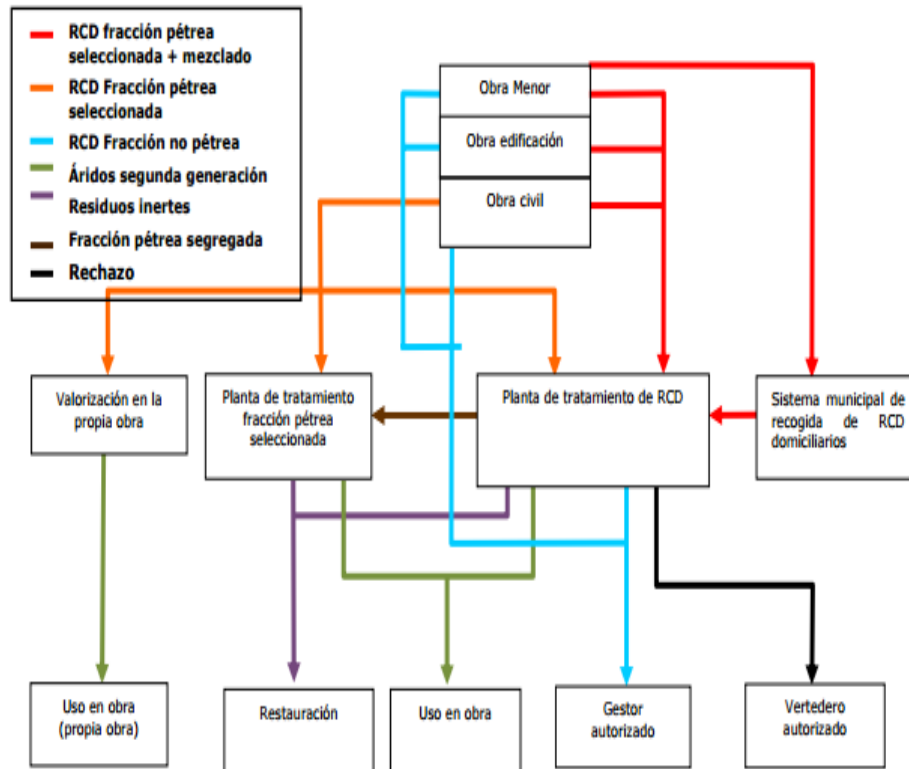 RCD fracción pétrea
seleccionada + mezclado
RCD Fracción pétrea
seleccionada
RCD Fracción no pétrea
Áridos segunda generación
Residuos inertes
Fracción pétrea segregada
Rechazo
Obra Menor
Obra edificación
Obra civil
Valorización en la
propia obra
Planta de tratamiento
fracción pétrea
seleccionada
Planta de tratamiento de RCD
Sistema municipal de
recogida de RCD
domiciliarios
Uso en obra
(propia obra)
Restauración
Uso en obra
Gestor
autorizado
Vertedero
autorizado